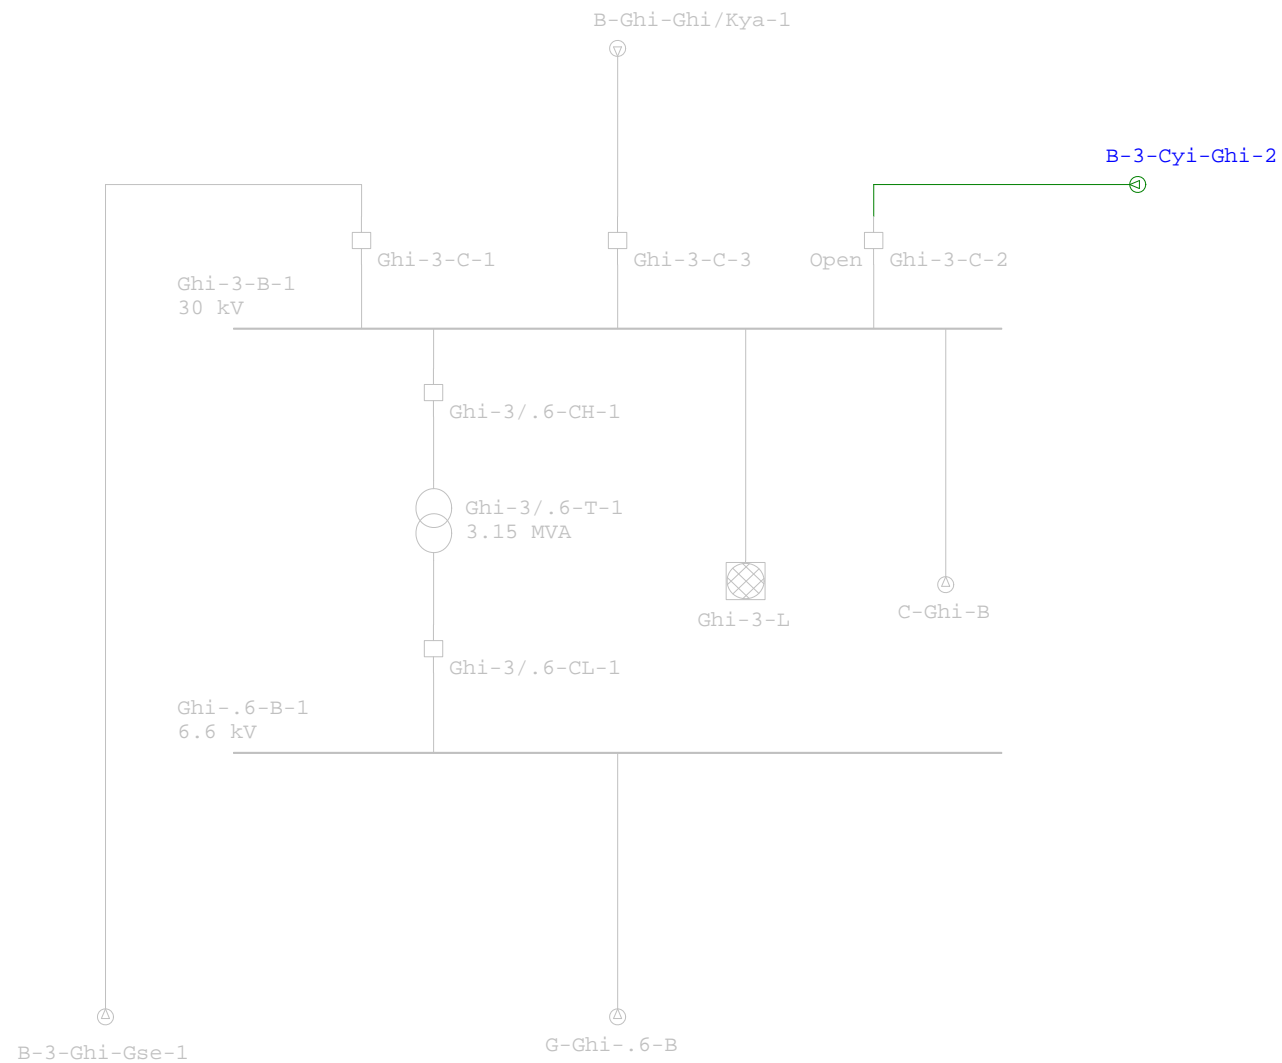 B-Ghi-Ghi/Kya-1
B-3-Cyi-Ghi-2
Ghi-3-C-1
Ghi-3-C-3
Open
Ghi-3-C-2
Ghi-3-B-1
30 kV
Ghi-3/.6-CH-1
Ghi-3/.6-T-1
3.15 MVA
Ghi-3-L
C-Ghi-B
Ghi-3/.6-CL-1
Ghi-.6-B-1
6.6 kV
B-3-Ghi-Gse-1
G-Ghi-.6-B